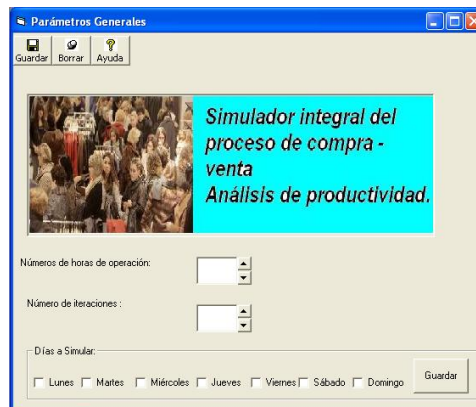 Parámetros Generales
Guardar Borrar Ayuda
Simulador integral del
proceso de compra -
venta
Análisis de productividad.
Números de horas de operación:
Número de iteraciones :
Días a Simular:
Lunes Martes Miércoles Jueves Viernes Sábado Domingo
Guardar